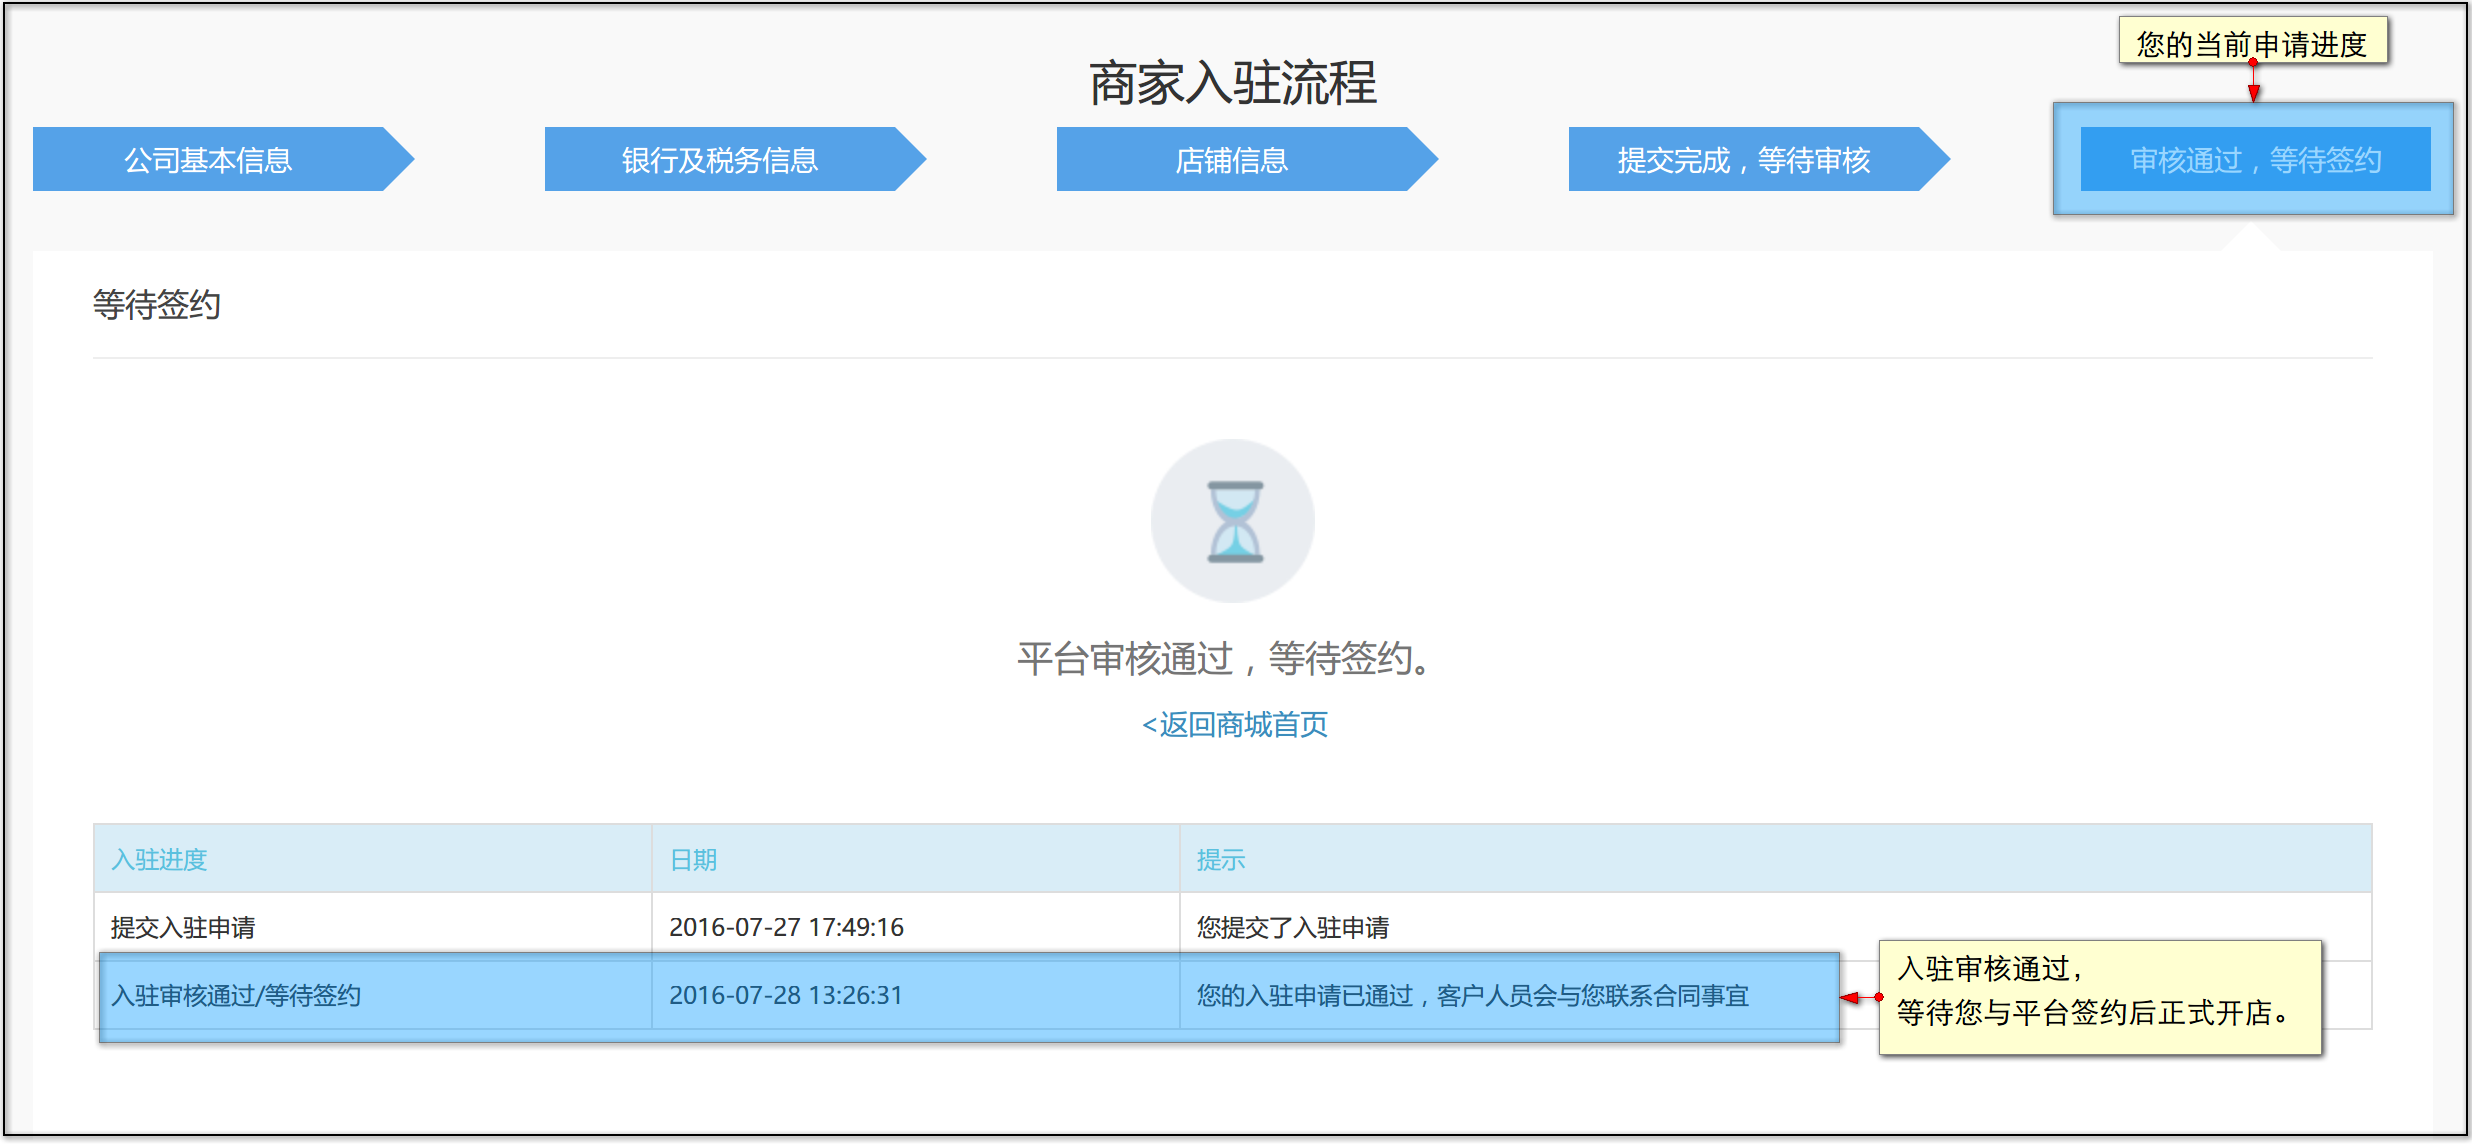 您的当前申请进度
商家入驻流程
公司基本信息
银行及税务信息
店铺信息
提交完成，等待审核
审核通过，等待签约
等待签约
平台审核通过，等待签约。
<返回商城首页
入驻进度 日期 提示
提交入驻申请 2016-07-27 17:49:16 您提交了入驻申请
入驻审核通过/等待签约 2016-07-28 13:26:31 您的入驻申请已通过，客户人员会与您联系合同事宜
入驻审核通过，
等待您与平台签约后正式开店。